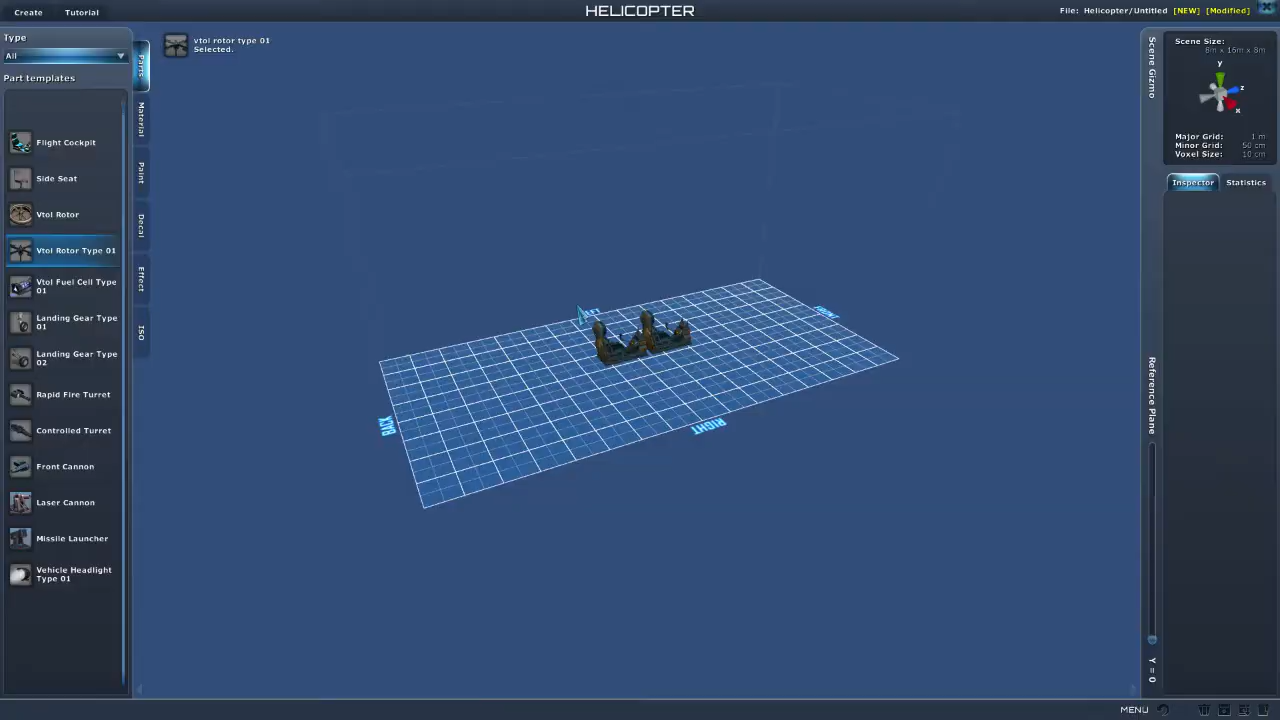 Create
Tutorial
HELICOPTER
File: Helicopter/Untitled [NEW] [Modified]
Type
All
Part templates
Flight Cockpit
Side Seat
Vtol Rotor
Vtol Rotor Type 01
Vtol Fuel Cell Type
01
Landing Gear Type
01
Landing Gear Type
02
Rapid Fire Turret
Controlled Turret
Front Cannon
Laser Cannon
Missile Launcher
Vehicle Headlight
Type 01
Parts
Material
Paint
Decal
Effect
ISO
vtol rotor type 01
Selected.
FRONT
BACK
RIGHT
Scene Gizmo
Reference Plane
Y = 0
Scene Size:
8m x 16m x 8m
y
z
x
Major Grid: 1 m
Minor Grid: 50 cm
Voxel Size: 10 cm
Inspector
Statistics
MENU